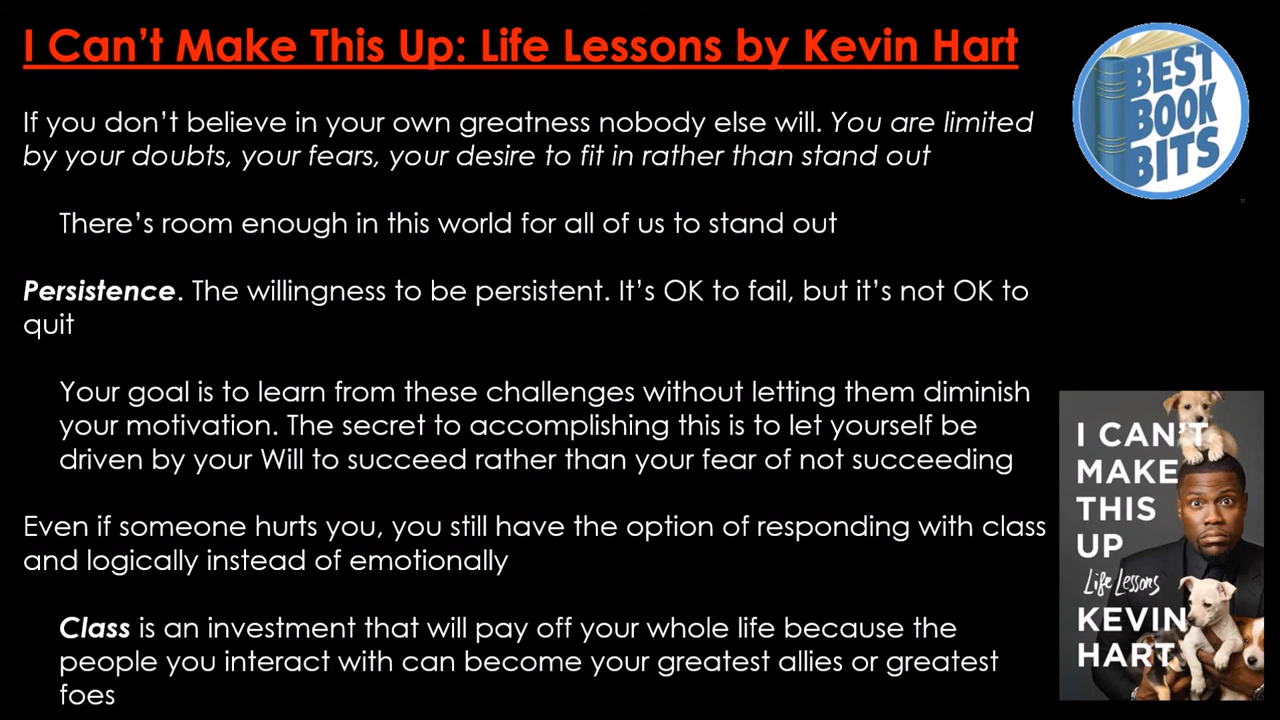 I Can’t Make This Up: Life Lessons by Kevin Hart
If you don’t believe in your own greatness nobody else will. You are limited
by your doubts, your fears, your desire to fit in rather than stand out
There’s room enough in this world for all of us to stand out
Persistence. The willingness to be persistent. It’s OK to fail, but it’s not OK to
quit
Your goal is to learn from these challenges without letting them diminish
your motivation. The secret to accomplishing this is to let yourself be
driven by your Will to succeed rather than your fear of not succeeding
Even if someone hurts you, you still have the option of responding with class
and logically instead of emotionally
Class is an investment that will pay off your whole life because the
people you interact with can become your greatest allies or greatest
foes
BEST
BOOK
BITS
I CAN’T
MAKE
THIS
UP
Life Lessons
KEVIN
HART